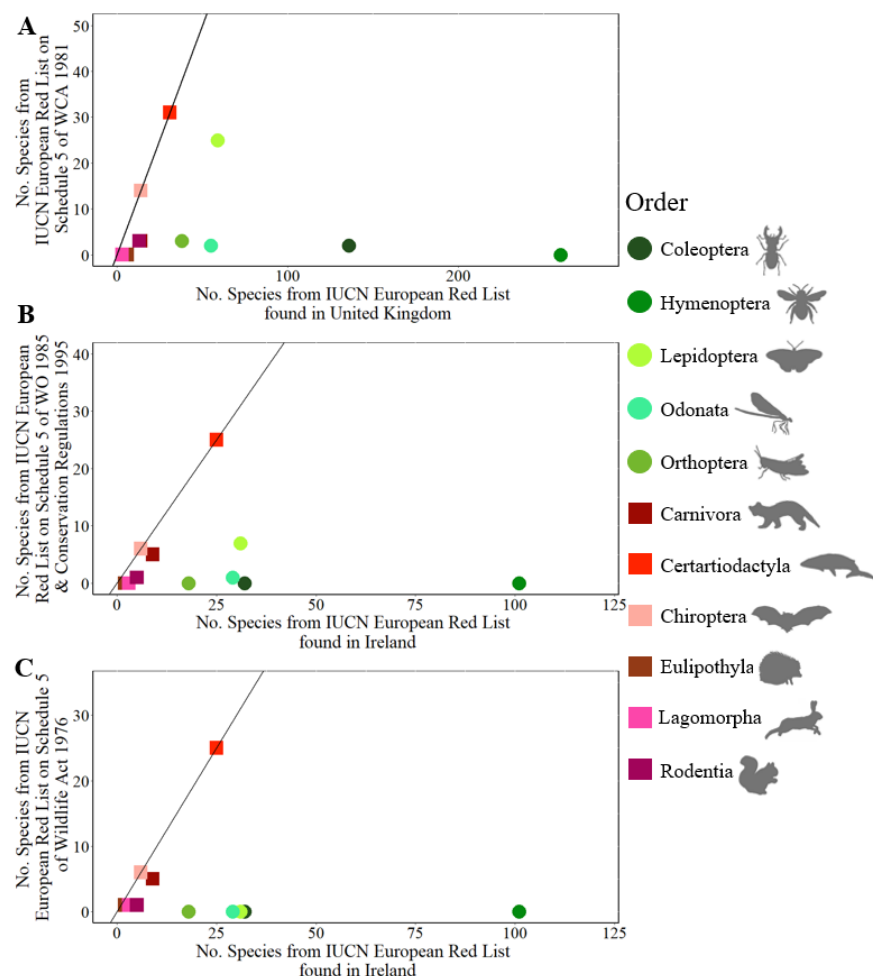 A
No. Species from
IUCN European Red List on
Schedule 5 of WCA 1981
50
40
30
20
10
0
0
100
200
No. Species from IUCN European Red List
found in United Kingdom
B
No. Species from IUCN European
Red List on Schedule 5 of WO 1985
& Conservation Regulations 1995
40
30
20
10
0
0
25
50
75
100
125
No. Species from IUCN European Red List
found in Ireland
C
No. Species from IUCN
European Red List on Schedule 5
of Wildlife Act 1976
30
20
10
0
0
25
50
75
100
125
No. Species from IUCN European Red List
found in Ireland
Order
Coleoptera
Hymenoptera
Lepidoptera
Odonata
Orthoptera
Carnivora
Certartiodactyla
Chiroptera
Eulipothyla
Lagomorpha
Rodentia